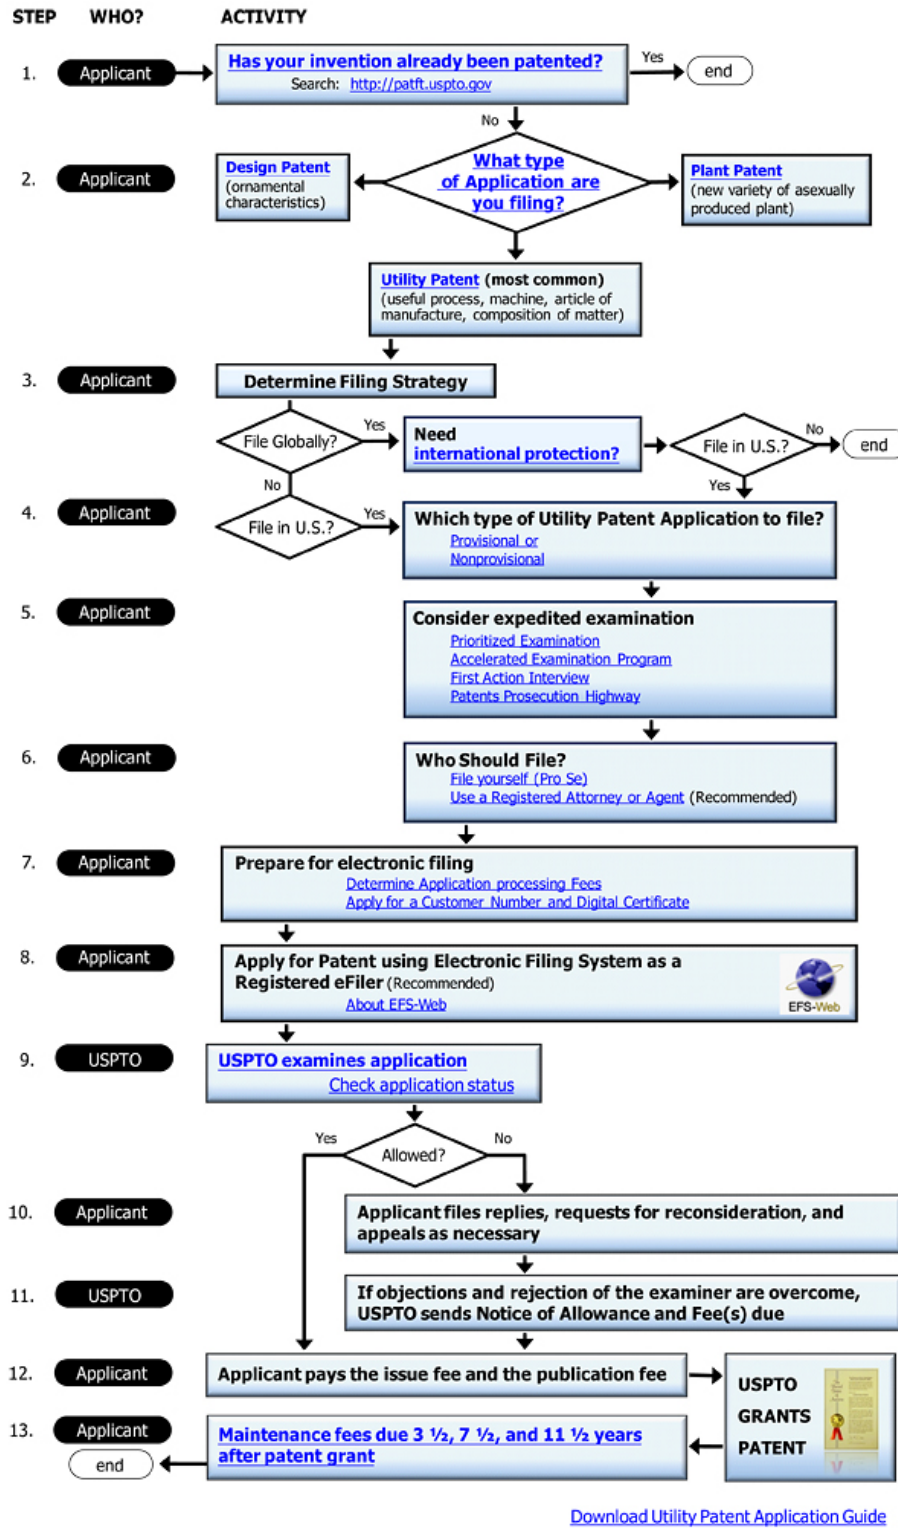 STEP WHO? ACTIVITY
1. Applicant
Has your invention already been patented?
Search: http://patft.uspto.gov
Yes
end
No
2. Applicant
Design Patent
(ornamental
characteristics)
What type
of Application are
you filing?
Plant Patent
(new variety of asexually
produced plant)
Utility Patent (most common)
(useful process, machine, article of
manufacture, composition of matter)
3. Applicant
Determine Filing Strategy
File Globally?
Yes
Need
international protection?
File in U.S.?
No
end
No
Yes
4. Applicant
File in U.S.?
Yes
Which type of Utility Patent Application to file?
Provisional or
Nonprovisional
5. Applicant
Consider expedited examination
Prioritized Examination
Accelerated Examination Program
First Action Interview
Patents Prosecution Highway
6. Applicant
Who Should File?
File yourself (Pro Se)
Use a Registered Attorney or Agent (Recommended)
7. Applicant
Prepare for electronic filing
Determine Application processing Fees
Apply for a Customer Number and Digital Certificate
8. Applicant
Apply for Patent using Electronic Filing System as a
Registered eFiler (Recommended)
About EFS-Web
EFS-Web
9. USPTO
USPTO examines application
Check application status
Yes
Allowed?
No
10. Applicant
Applicant files replies, requests for reconsideration, and
appeals as necessary
11. USPTO
If objections and rejection of the examiner are overcome,
USPTO sends Notice of Allowance and Fee(s) due
12. Applicant
Applicant pays the issue fee and the publication fee
USPTO
GRANTS
PATENT
13. Applicant
Maintenance fees due 3 ½, 7 ½, and 11 ½ years
after patent grant
end
Download Utility Patent Application Guide